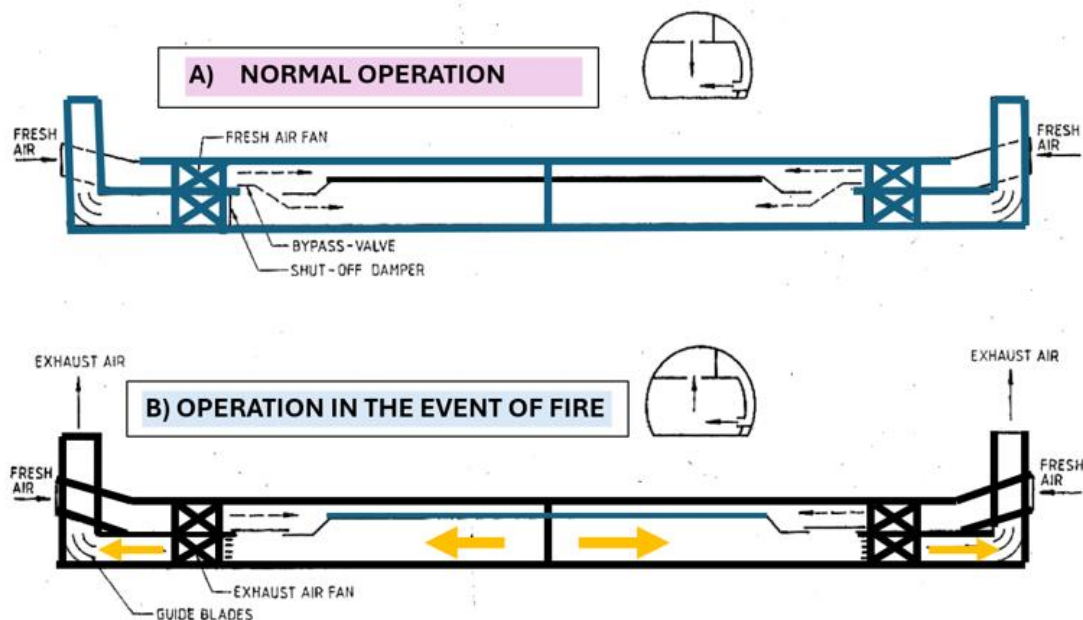 A) NORMAL OPERATION
FRESH
AIR
FRESH AIR FAN
FRESH
AIR
BYPASS-VALVE
SHUT-OFF DAMPER
EXHAUST AIR
EXHAUST AIR
B) OPERATION IN THE EVENT OF FIRE
FRESH
AIR
FRESH
AIR
EXHAUST AIR FAN
GUIDE BLADES